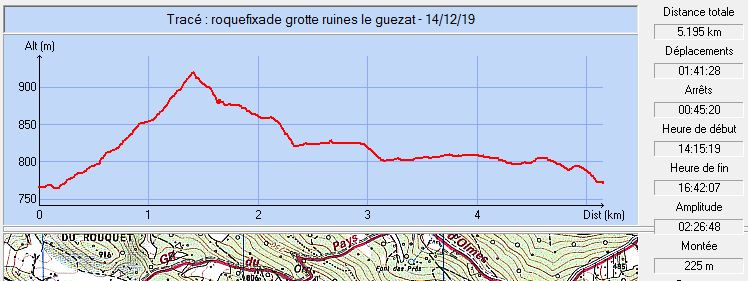 Tracé : roquefixade grotte ruines le guezat - 14/12/19
Alt (m)
900
850
800
750
0
1
2
3
4
Dist (km)
Distance totale
5.195 km
Déplacements
01:41:28
Arrêts
00:45:20
Heure de début
14:15:19
Heure de fin
16:42:07
Amplitude
02:26:48
Montée
225 m
DU ROUQUET
916
GR
du
Pays
d'Olmes
Font des Prés